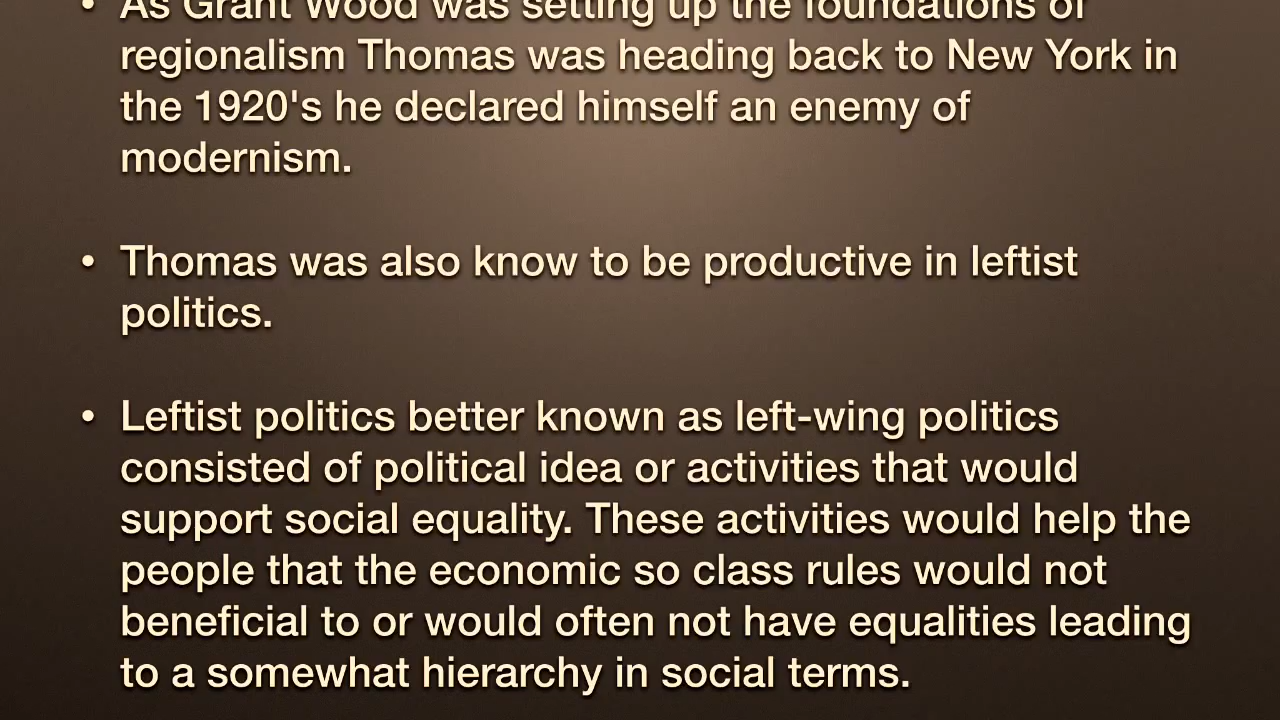 • As Grant Wood was setting up the foundations of
regionalism Thomas was heading back to New York in
the 1920's he declared himself an enemy of
modernism.
• Thomas was also know to be productive in leftist
politics.
• Leftist politics better known as left-wing politics
consisted of political idea or activities that would
support social equality. These activities would help the
people that the economic so class rules would not
beneficial to or would often not have equalities leading
to a somewhat hierarchy in social terms.